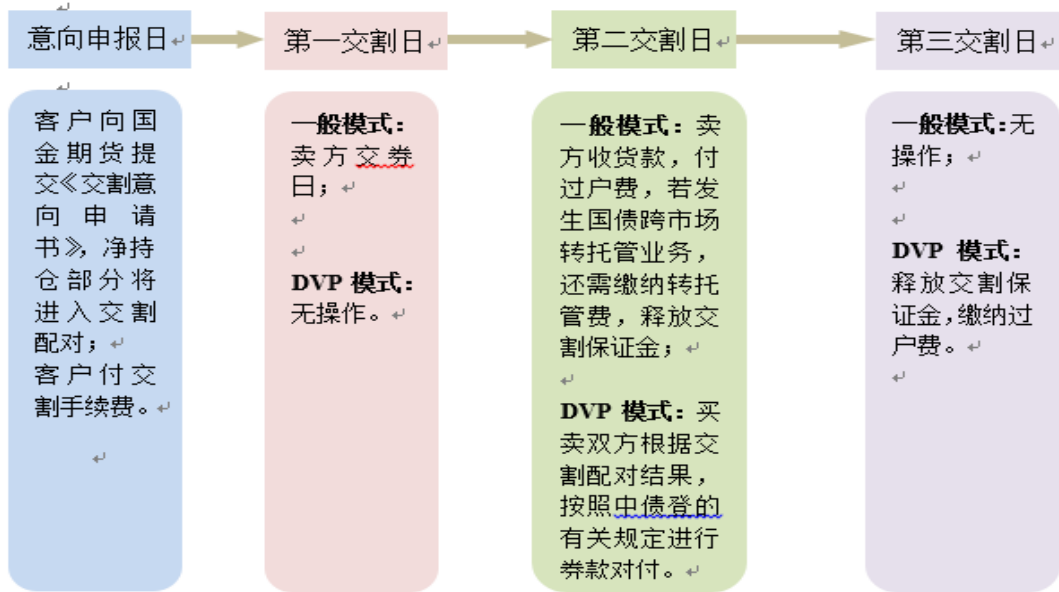 意向申报日
第一交割日
第二交割日
第三交割日
客户向国
金期货提
交《交割意
向申请
书》，净持
仓部分将
进入交割
配对；
客户付交
割手续费。
一般模式：
卖方交券
日；
DVP 模式：
无操作。
一般模式：卖
方收货款，付
过户费，若发
生国债跨市场
转托管业务，
还需缴纳转托
管费，释放交
割保证金；
DVP 模式：买
卖双方根据交
割配对结果，
按照中债登的
有关规定进行
券款对付。
一般模式:无
操作；
DVP 模式：
释放交割保
证金,缴纳过
户费。